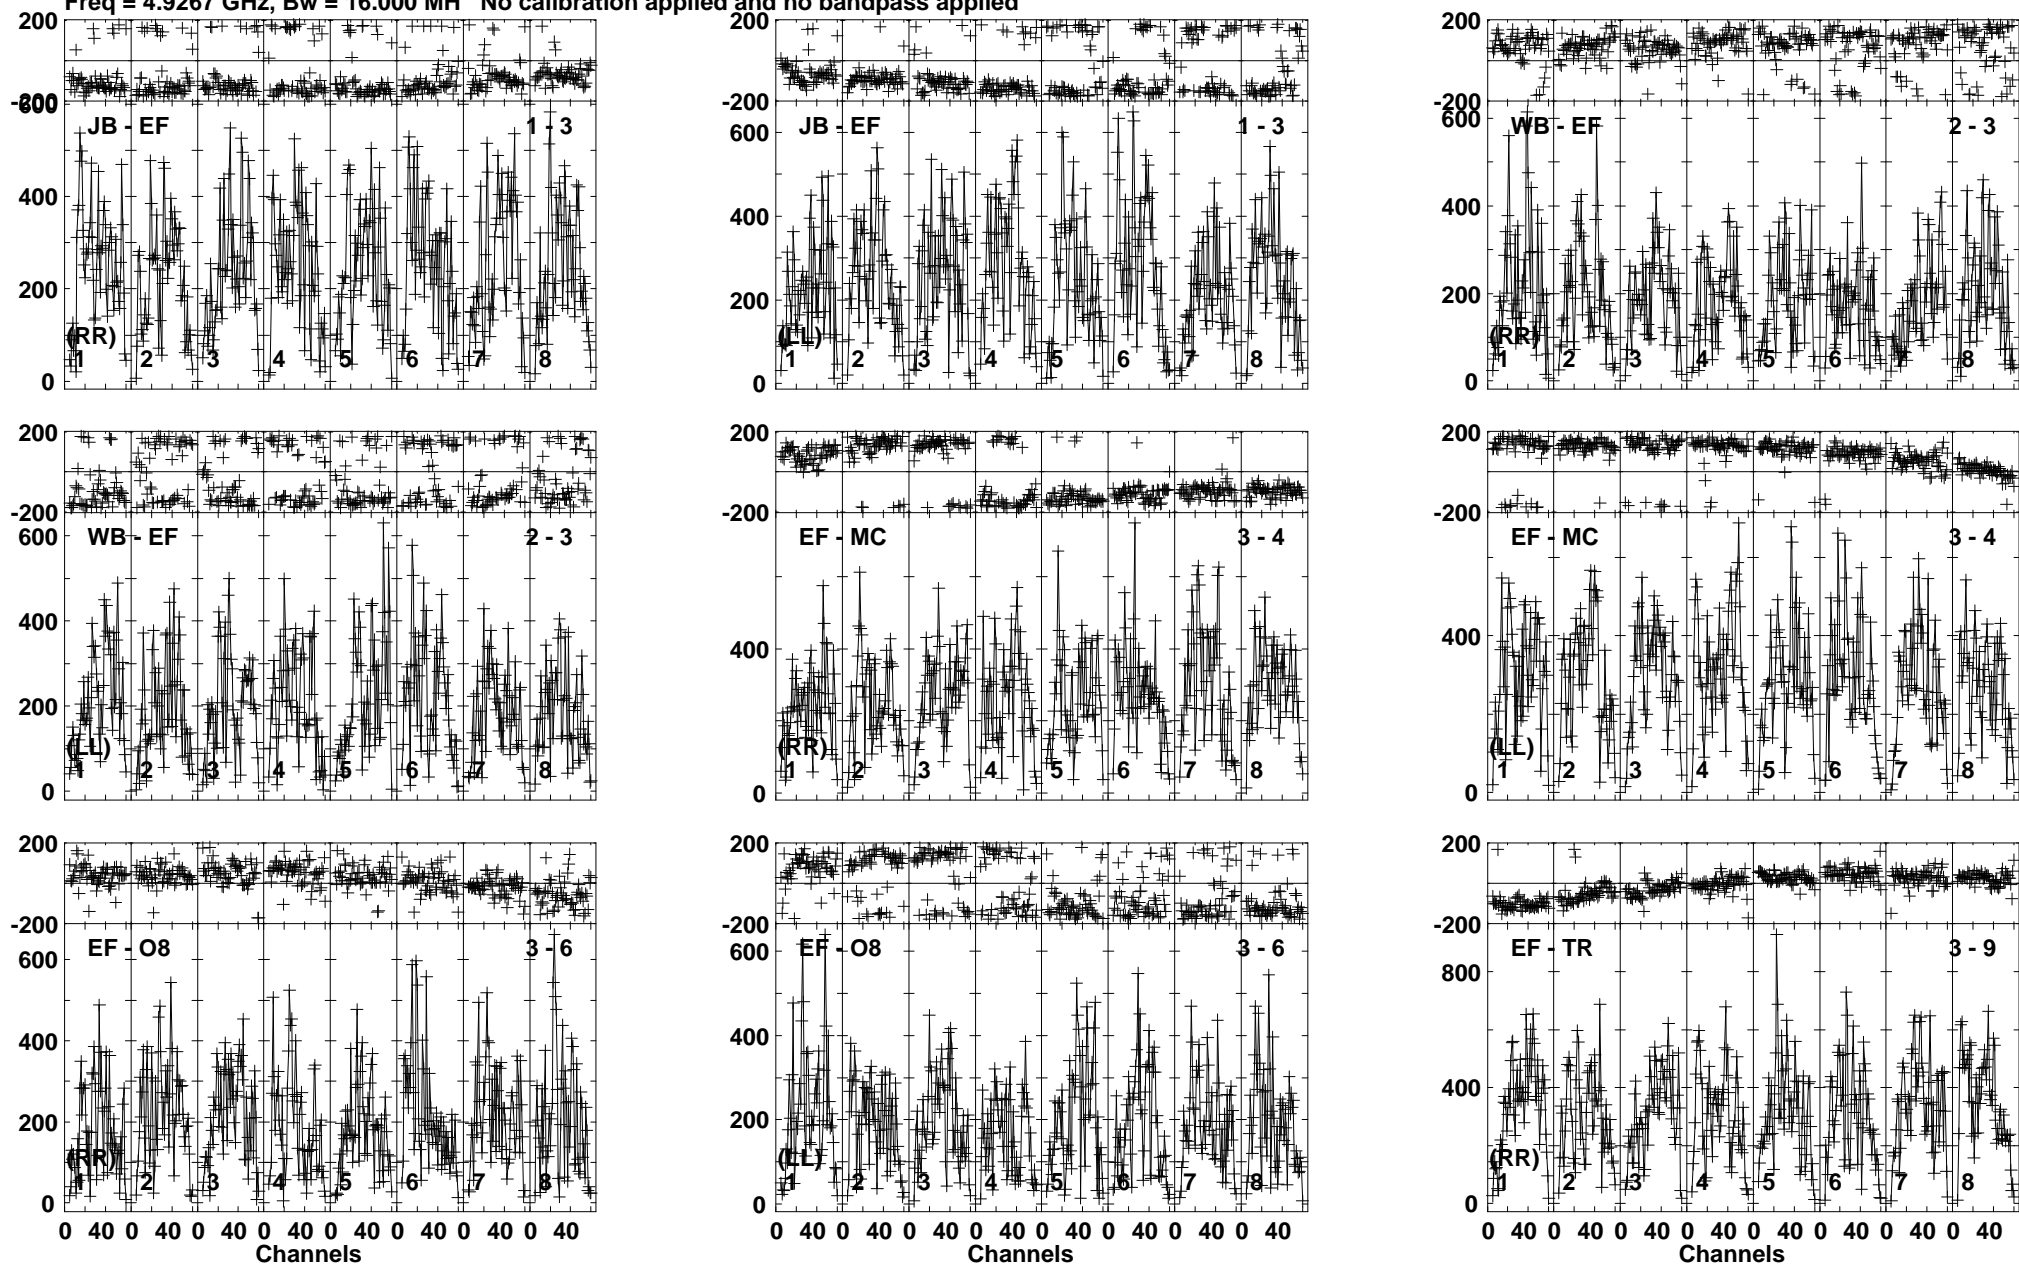 Freq = 4.9267 GHz, Bw = 16.000 MH No calibration applied and no bandpass applied
200 200 200
-200 -200 -200
600
JB - EF 1 - 3 JB - EF 1 - 3 WB - EF 2 - 3
600 600
400 400 400
200 200 200
(RR) (LL) (RR)
1 2 3 4 5 6 7 8 1 2 3 4 5 6 7 8 1 2 3 4 5 6 7 8
0 0 0
200 200 200
-200 -200 -200
WB - EF 2 - 3 EF - MC 3 - 4 EF - MC 3 - 4
600
400 400 400
200
(LL) (RR) (LL)
1 2 3 4 5 6 7 8 1 2 3 4 5 6 7 8 1 2 3 4 5 6 7 8
0 0 0
200 200 200
-200 -200 -200
EF - O8 3 - 6 EF - O8 3 - 6 EF - TR 3 - 9
600 600 800
400 400 400
200 200
(RR) (LL) (RR)
1 2 3 4 5 6 7 8 1 2 3 4 5 6 7 8 1 2 3 4 5 6 7 8
0 0 0
0 40 0 40 0 40 0 40 0 40 0 40 0 40 0 40 0 40 0 40 0 40 0 40 0 40 0 40 0 40 0 40 0 40 0 40 0 40 0 40 0 40 0 40 0 40 0 40
Channels Channels Channels